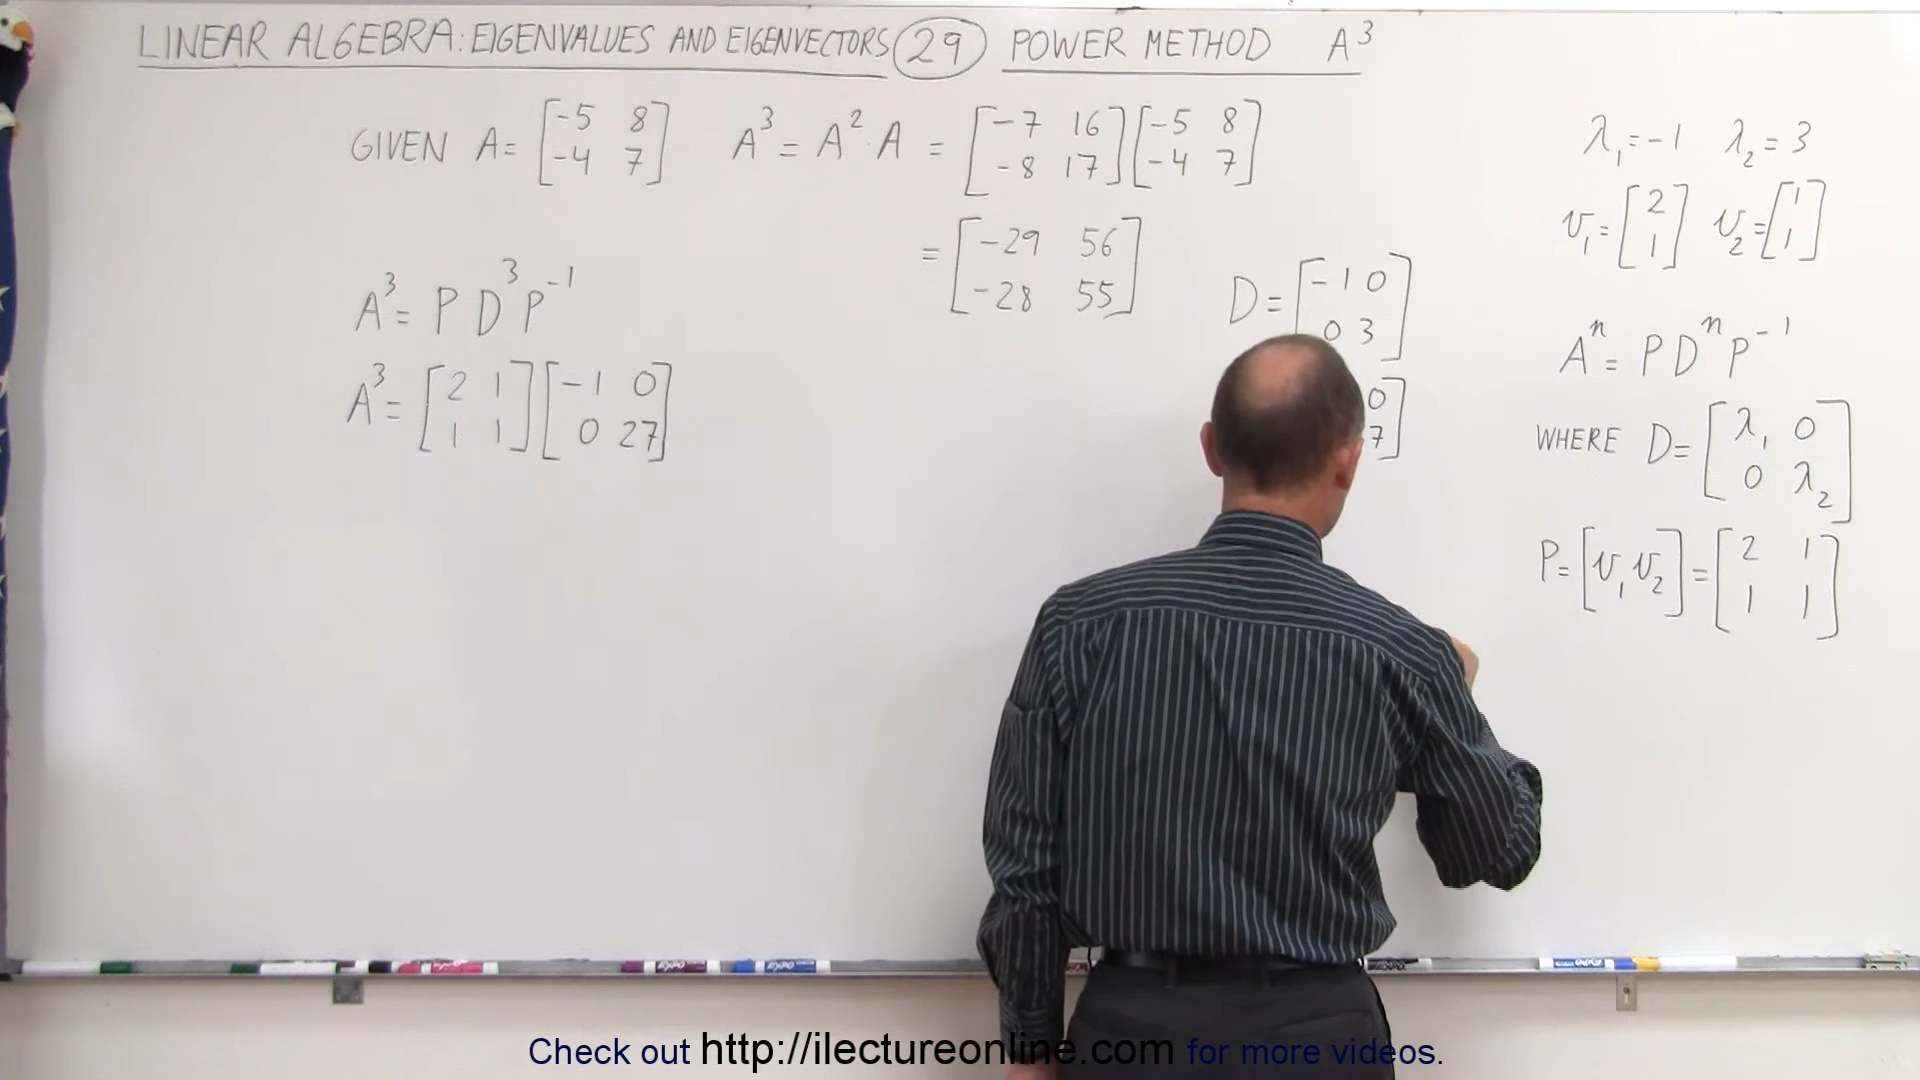 LINEAR ALGEBRA: EIGENVALUES AND EIGENVECTORS 29 POWER METHOD A³
GIVEN A = [-5 8
-4 7]
A³ = A² · A = [-7 16
-8 17] [-5 8
-4 7]
= [-29 56
-28 55]
A³ = P D³ P⁻¹
A³ = [2 1
1 1] [-1 0
0 27]
D = [-1 0
0 3]
0]
7]
λ₁ = -1 λ₂ = 3
v₁ = [2
1] v₂ = [1
1]
Aⁿ = P Dⁿ P⁻¹
WHERE D = [λ₁ 0
0 λ₂]
P = [v₁ v₂] = [2 1
1 1]
Check out http://ilectureonline.com for more videos.